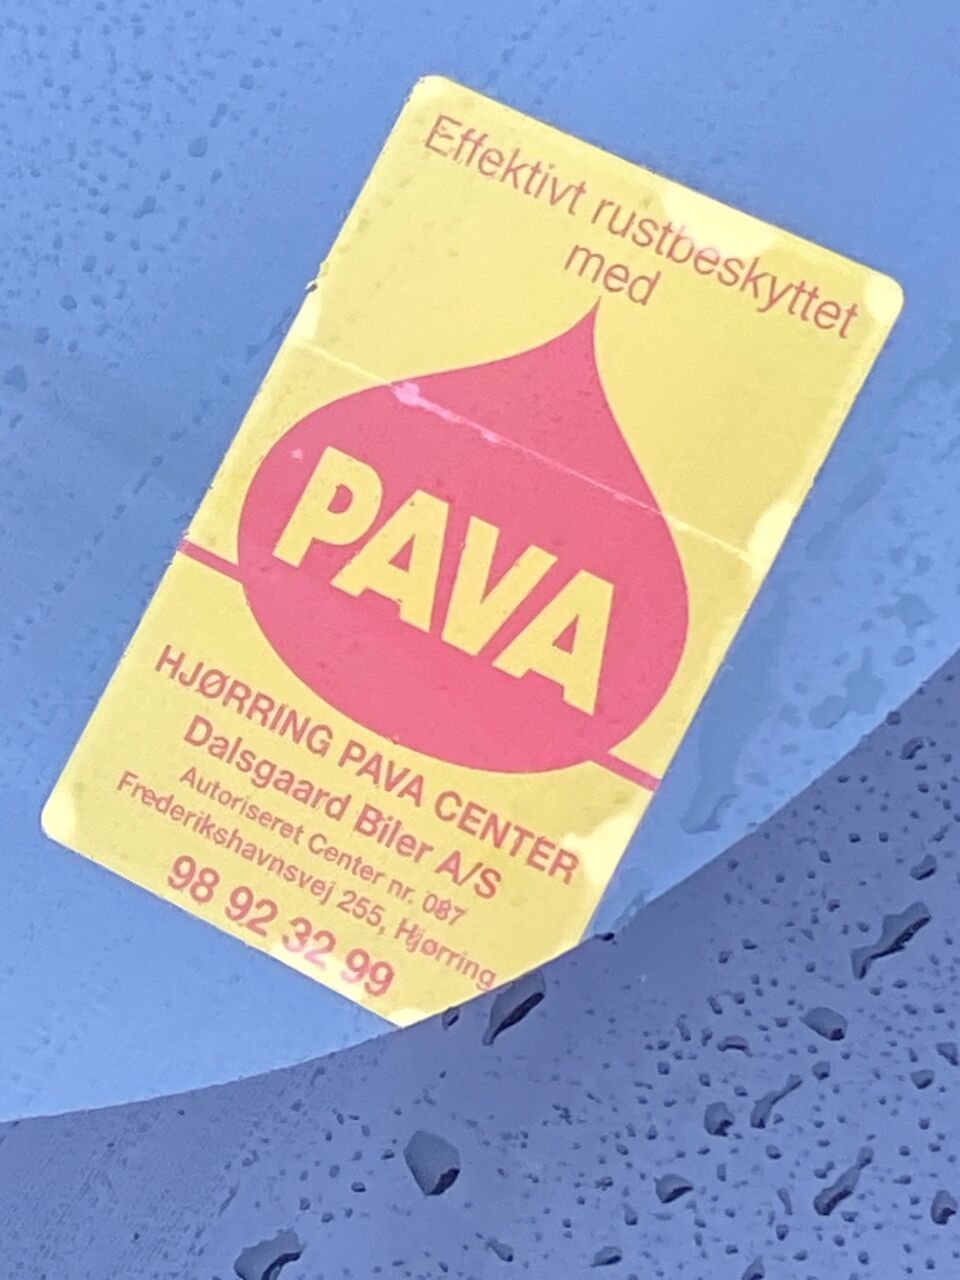 Effektivt rustbeskyttet
med
PAVA
HJØRRING PAVA CENTER
Dalsgaard Biler A/S
Autoriseret Center nr. 087
Frederikshavnsvej 255, Hjørring
98 92 32 99